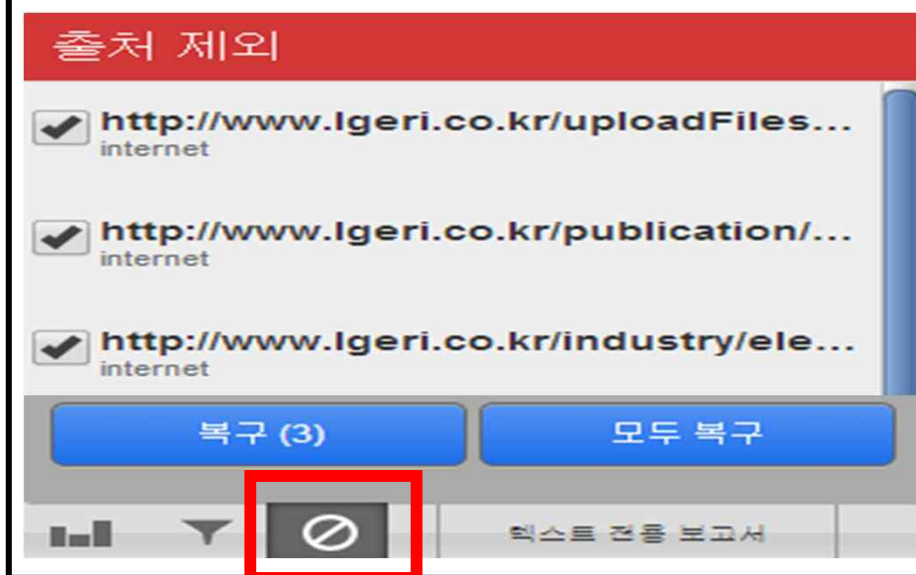 출처 제외
http://www.lgeri.co.kr/uploadFiles...
internet
http://www.lgeri.co.kr/publication/...
internet
http://www.lgeri.co.kr/industry/ele...
internet
복구 (3)
모두 복구
텍스트 전용 보고서